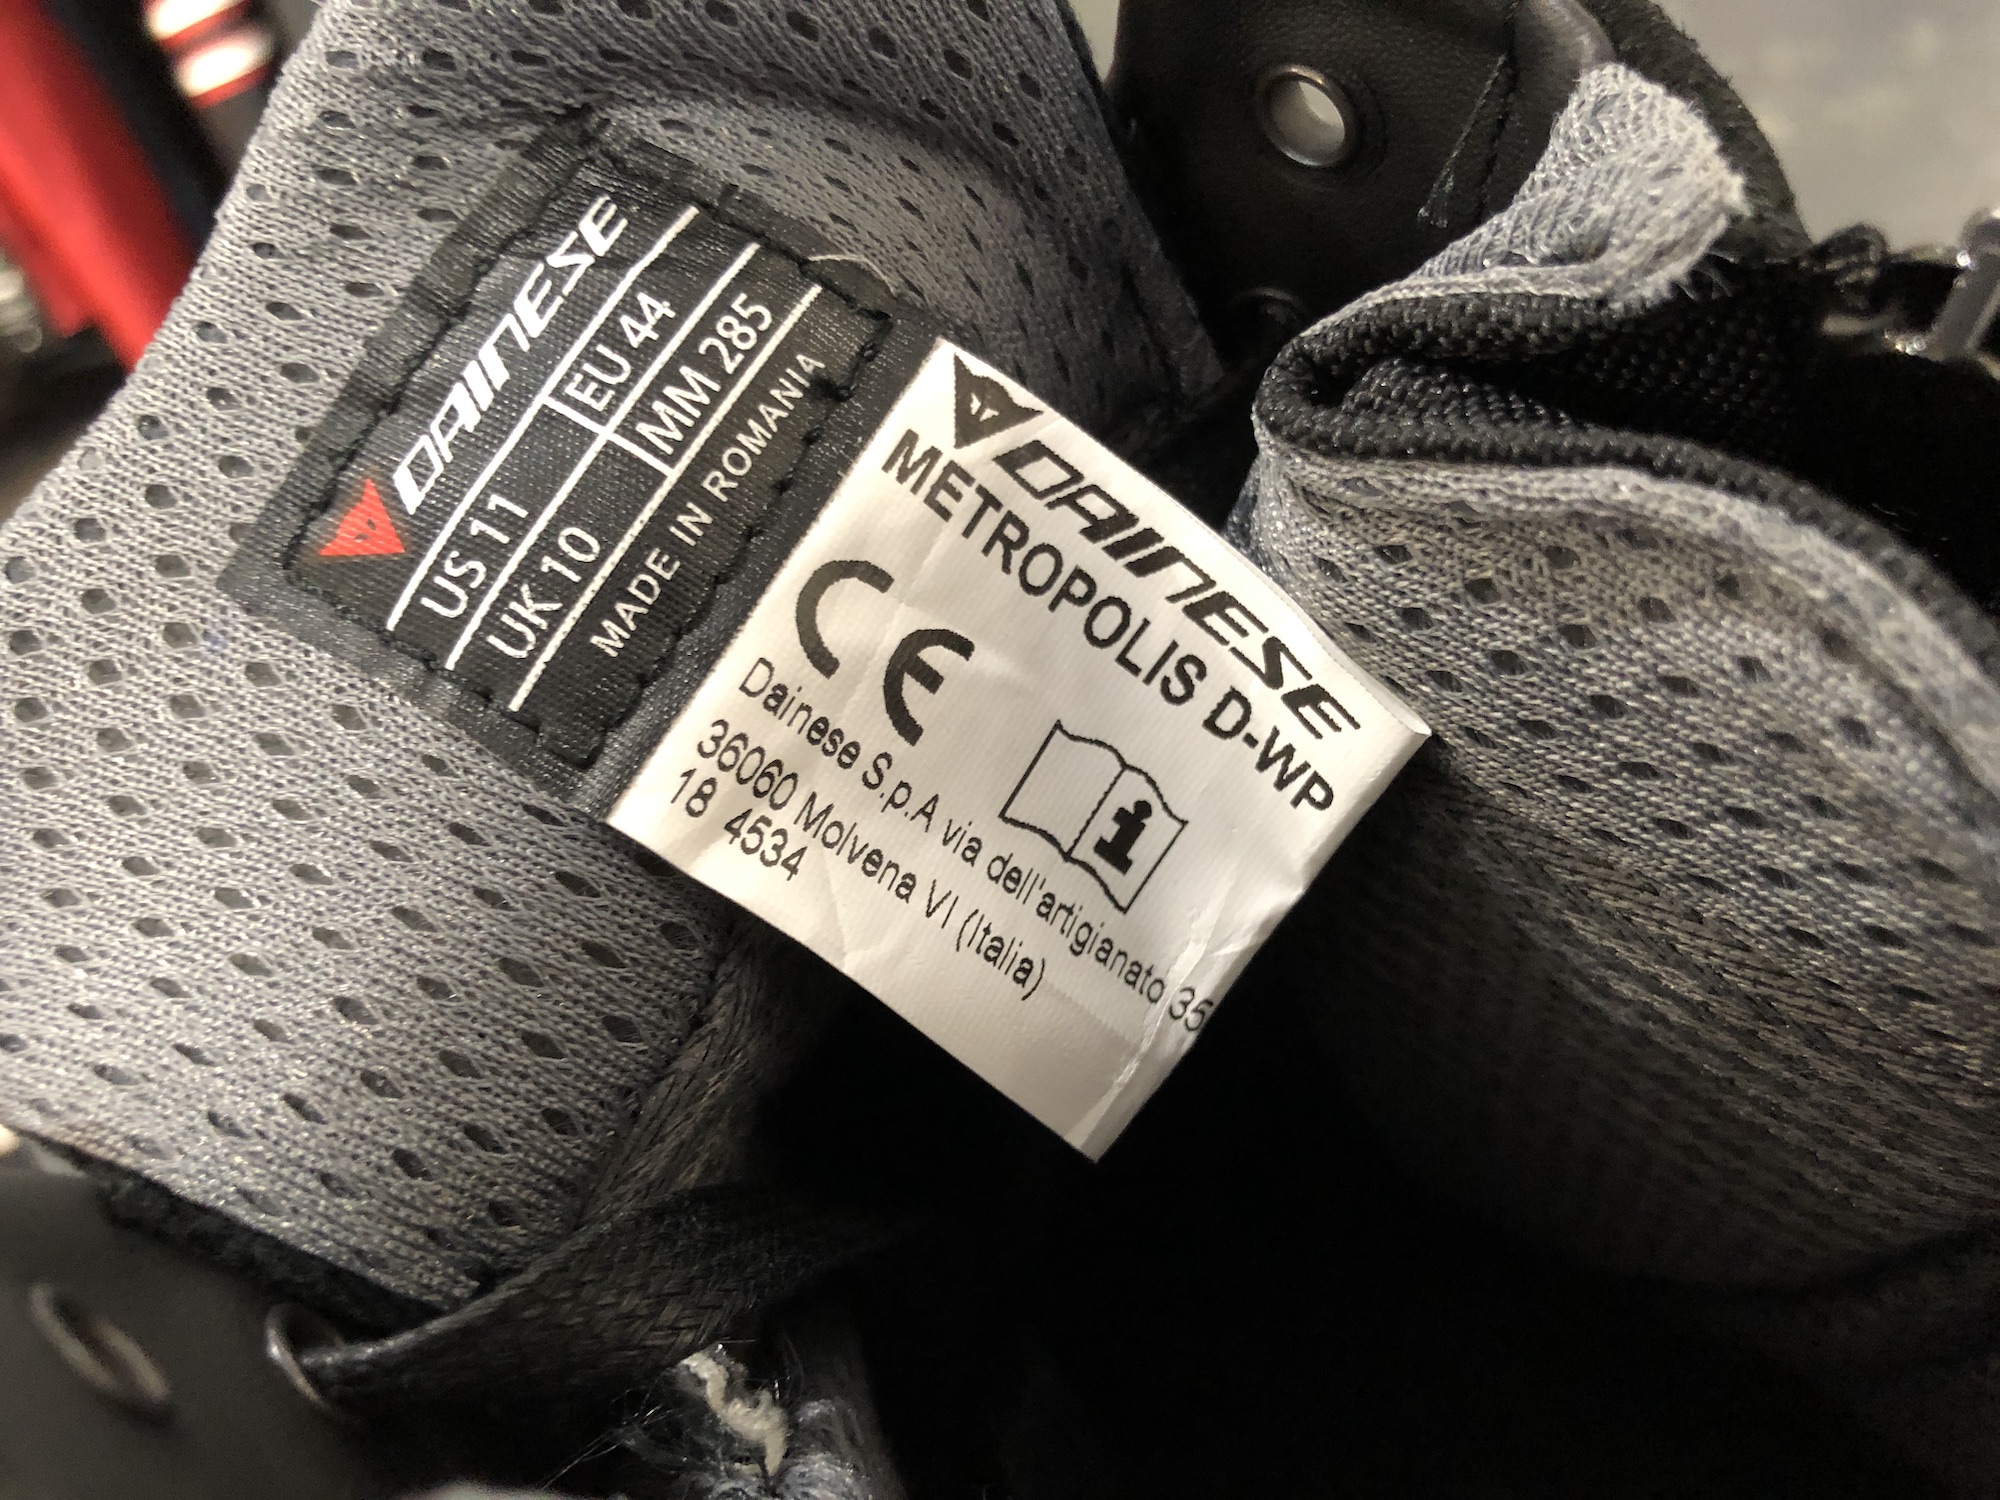 DAINESE
US 11 EU 44
UK 10 MM 285
MADE IN ROMANIA
DAINESE
METROPOLIS D-WP
CE
i
Dainese S.p.A via dell'artigianato 35
36060 Molvena VI (Italia)
18 4534